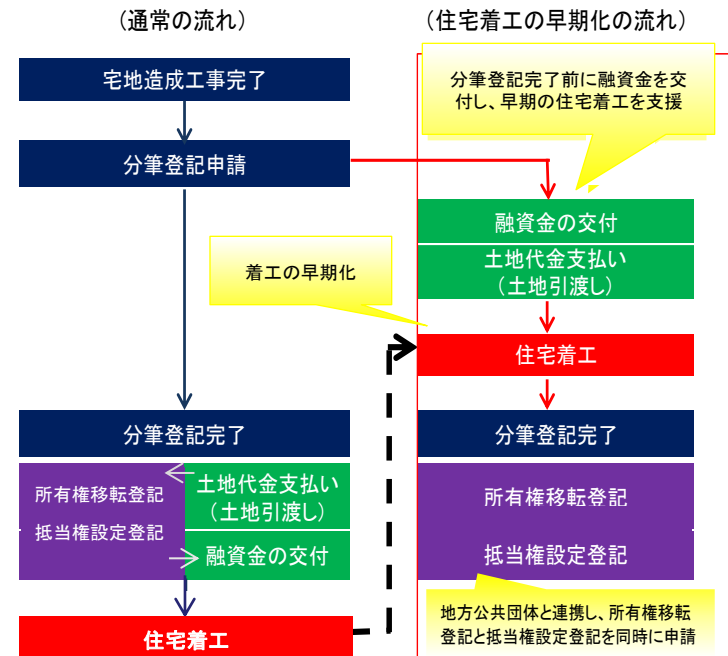 (通常の流れ)
宅地造成工事完了
分筆登記申請
着工の早期化
分筆登記完了
所有権移転登記
抵当権設定登記
土地代金支払い
(土地引渡し)
融資金の交付
住宅着工
(住宅着工の早期化の流れ)
分筆登記完了前に融資金を交
付し、早期の住宅着工を支援
融資金の交付
土地代金支払い
(土地引渡し)
住宅着工
分筆登記完了
所有権移転登記
抵当権設定登記
地方公共団体と連携し、所有権移転
登記と抵当権設定登記を同時に申請